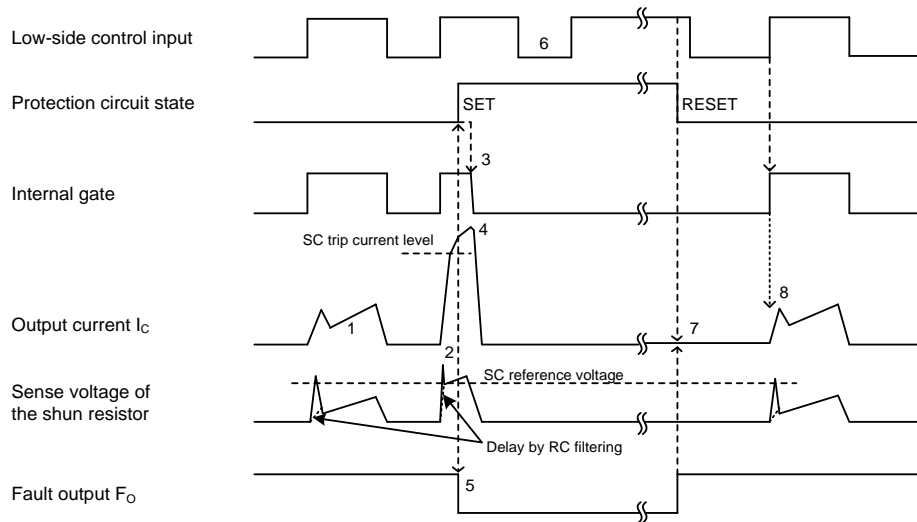 Low-side control input
6
Protection circuit state
SET
RESET
3
Internal gate
4
SC trip current level
8
Output current IC
1
7
2
SC reference voltage
Sense voltage of
the shun resistor
Delay by RC filtering
5
Fault output FO